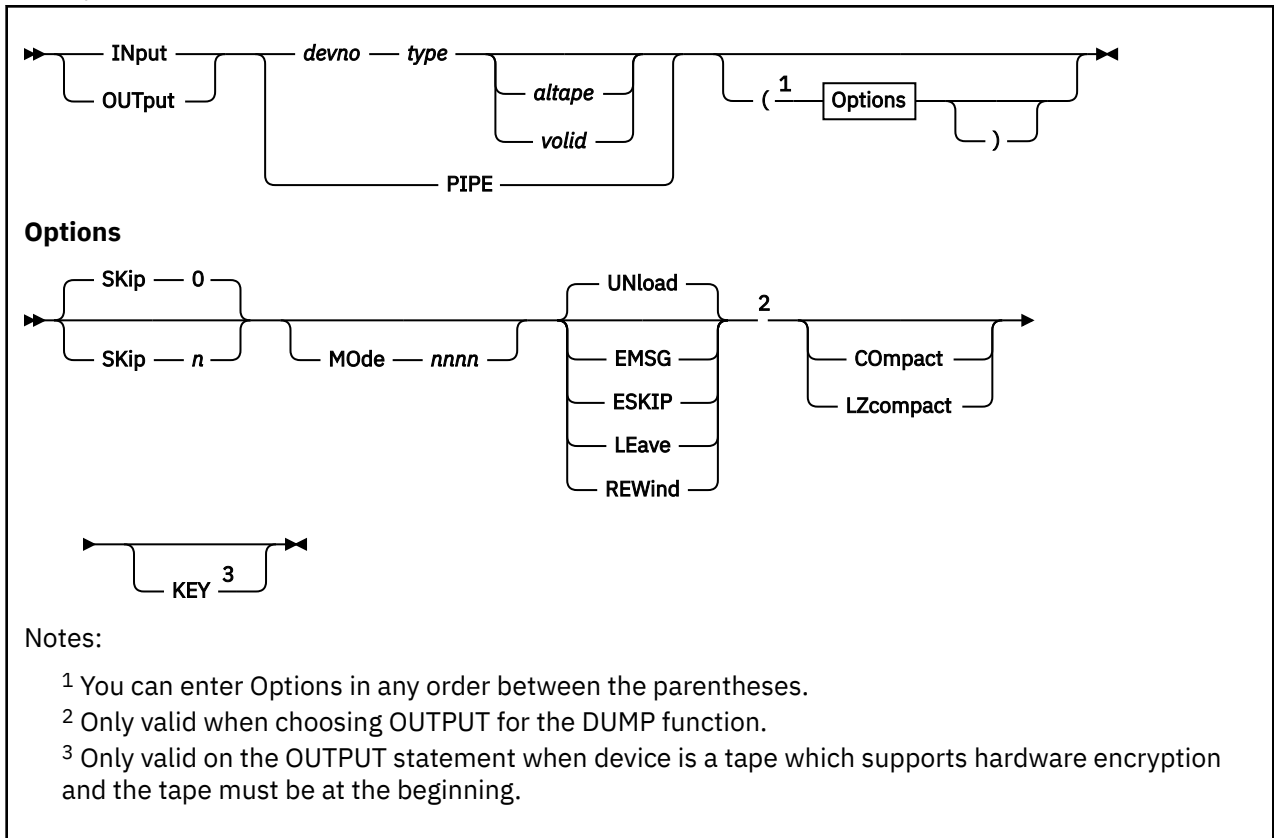 INput devno type
OUTput altape ( 1 Options
volid )
PIPE
Options
SKip 0 UNload
2
SKip n MOde nnnn EMSG COmpact
ESKIP LZcompact
LEave
REWind
KEY 3
Notes:
1 You can enter Options in any order between the parentheses.
2 Only valid when choosing OUTPUT for the DUMP function.
3 Only valid on the OUTPUT statement when device is a tape which supports hardware encryption
and the tape must be at the beginning.